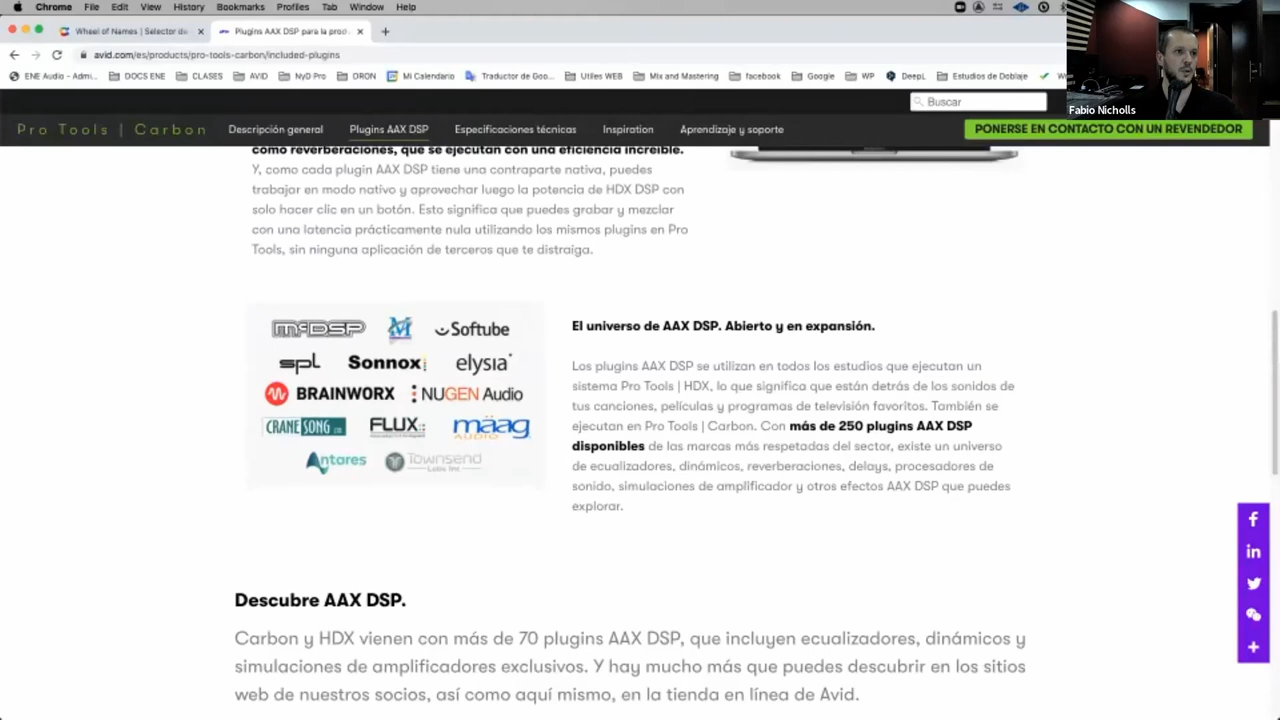 Chrome File Edit View History Bookmarks Profiles Tab Window Help
Wheel of Names | Selector de
Plugins AAX DSP para la prod
avid.com/es/products/pro-tools-carbon/included-plugins
ENE Audio - Admi... DOCS ENE CLASES AVID NyD Pro ORON Mi Calendario Traductor de Goo... Utiles WEB Mix and Mastering facebook Google WP DeepL Estudios de Doblaje W
Fabio Nicholls
Buscar
Pro Tools | Carbon Descripción general Plugins AAX DSP Especificaciones técnicas Inspiration Aprendizaje y soporte PONERSE EN CONTACTO CON UN REVENDEDOR
como reverberaciones, que se ejecutan con una eficiencia increíble.
Y, como cada plugin AAX DSP tiene una contraparte nativa, puedes
trabajar en modo nativo y aprovechar luego la potencia de HDX DSP con
solo hacer clic en un botón. Esto significa que puedes grabar y mezclar
con una latencia prácticamente nula utilizando los mismos plugins en Pro
Tools, sin ninguna aplicación de terceros que te distraiga.
McDSP M Softube
spl Sonnox elysia
BRAINWORX NUGEN Audio
CRANE SONG LTD FLUX:: mäag AUDIO
Antares Townsend Labs Inc
El universo de AAX DSP. Abierto y en expansión.
Los plugins AAX DSP se utilizan en todos los estudios que ejecutan un
sistema Pro Tools | HDX, lo que significa que están detrás de los sonidos de
tus canciones, películas y programas de televisión favoritos. También se
ejecutan en Pro Tools | Carbon. Con más de 250 plugins AAX DSP
disponibles de las marcas más respetadas del sector, existe un universo
de ecualizadores, dinámicos, reverberaciones, delays, procesadores de
sonido, simulaciones de amplificador y otros efectos AAX DSP que puedes
explorar.
Descubre AAX DSP.
Carbon y HDX vienen con más de 70 plugins AAX DSP, que incluyen ecualizadores, dinámicos y
simulaciones de amplificadores exclusivos. Y hay mucho más que puedes descubrir en los sitios
web de nuestros socios, así como aquí mismo, en la tienda en línea de Avid.